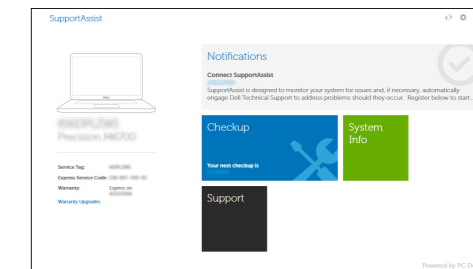 SupportAssist
Notifications
Connect SupportAssist
SupportAssist is designed to monitor your system for issues and, if necessary, automatically
engage Dell Technical Support to address problems should they occur. Register below to start.
Precision M6700
Checkup
System
Info
Your next checkup is
Service Tag:
Express Service Code:
Warranty:
Expires on
Warranty Upgrades
Support
Powered by PC-D